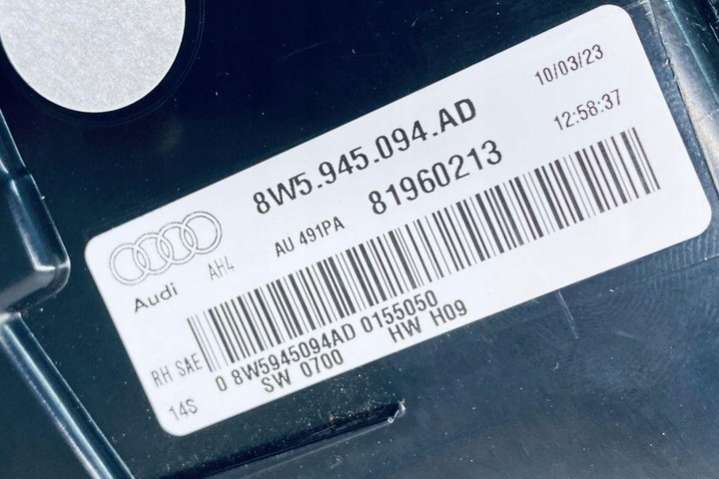 10/03/23
8W5.945.094.AD
12:58:37
AU 491PA 81960213
Audi AH4
RH SAE
0 8W5945094AD 0155050
14S
SW 0700 HW H09